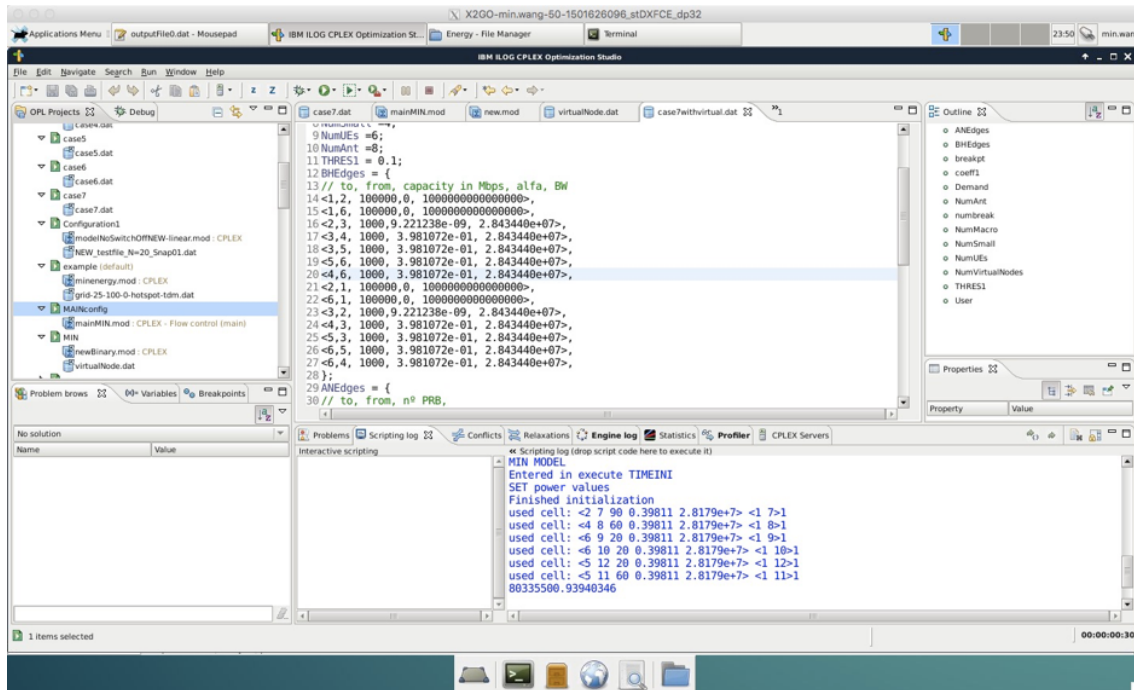 X2GO-min.wang-50-1501626096_stDXFCE_dp32
Applications Menu
outputFile0.dat - Mousepad
IBM ILOG CPLEX Optimization St...
Energy - File Manager
Terminal
23:50
min.wan
IBM ILOG CPLEX Optimization Studio
File Edit Navigate Search Run Window Help
OPL Projects
Debug
case4.dat
case5
case5.dat
case6
case6.dat
case7
case7.dat
Configuration1
modelNoSwitchOffNEW-linear.mod : CPLEX
NEW_testfile_N=20_Snap01.dat
example (default)
minenergy.mod : CPLEX
grid-25-100-0-hotspot-tdm.dat
MAINconfig
mainMIN.mod : CPLEX - Flow control (main)
MIN
newBinary.mod : CPLEX
virtualNode.dat
case7.dat
mainMIN.mod
new.mod
virtualNode.dat
case7withvirtual.dat
»1
9 NumUEs =6;
10 NumAnt =8;
11 THRES1 = 0.1;
12 BHEdges = {
13 // to, from, capacity in Mbps, alfa, BW
14 <1,2, 100000,0, 1000000000000000>,
15 <1,6, 100000,0, 1000000000000000>,
16 <2,3, 1000,9.221238e-09, 2.843440e+07>,
17 <3,4, 1000, 3.981072e-01, 2.843440e+07>,
18 <3,5, 1000, 3.981072e-01, 2.843440e+07>,
19 <5,6, 1000, 3.981072e-01, 2.843440e+07>,
20 <4,6, 1000, 3.981072e-01, 2.843440e+07>,
21 <2,1, 100000,0, 1000000000000000>,
22 <6,1, 100000,0, 1000000000000000>,
23 <3,2, 1000,9.221238e-09, 2.843440e+07>,
24 <4,3, 1000, 3.981072e-01, 2.843440e+07>,
25 <5,3, 1000, 3.981072e-01, 2.843440e+07>,
26 <6,5, 1000, 3.981072e-01, 2.843440e+07>,
27 <6,4, 1000, 3.981072e-01, 2.843440e+07>,
28 };
29 ANEdges = {
30 // to, from, nº PRB,
Outline
ANEdges
BHEdges
breakpt
coeff1
Demand
NumAnt
numbreak
NumMacro
NumSmall
NumUEs
NumVirtualNodes
THRES1
User
Properties
Property
Value
Problem brows
Variables
Breakpoints
No solution
Name
Value
Problems
Scripting log
Conflicts
Relaxations
Engine log
Statistics
Profiler
CPLEX Servers
Interactive scripting
« Scripting log (drop script code here to execute it)
MIN MODEL
Entered in execute TIMEINI
SET power values
Finished initialization
used cell: <2 7 90 0.39811 2.8179e+7> <1 7>1
used cell: <4 8 60 0.39811 2.8179e+7> <1 8>1
used cell: <6 9 20 0.39811 2.8179e+7> <1 9>1
used cell: <6 10 20 0.39811 2.8179e+7> <1 10>1
used cell: <5 12 20 0.39811 2.8179e+7> <1 12>1
used cell: <5 11 60 0.39811 2.8179e+7> <1 11>1
80335500.93940346
1 items selected
00:00:00:30